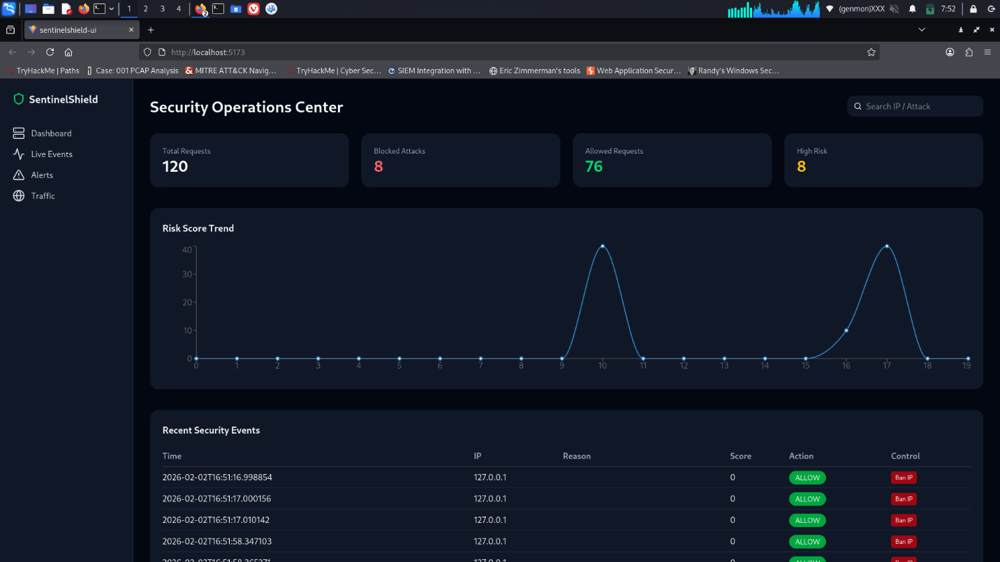 1 2 3 4 2 (genmon)XXX 7:52
sentinelshield-ui
http://localhost:5173
TryHackMe | Paths Case: 001 PCAP Analysis MITRE ATT&CK Navig… TryHackMe | Cyber Sec… SIEM Integration with … Eric Zimmerman's tools Web Application Secur… Randy's Windows Sec…
SentinelShield
Dashboard
Live Events
Alerts
Traffic
Security Operations Center
Search IP / Attack
Total Requests
120
Blocked Attacks
8
Allowed Requests
76
High Risk
8
Risk Score Trend
40
30
20
10
0
0 1 2 3 4 5 6 7 8 9 10 11 12 13 14 15 16 17 18 19
Recent Security Events
Time IP Reason Score Action Control
2026-02-02T16:51:16.998854 127.0.0.1 0 ALLOW Ban IP
2026-02-02T16:51:17.000156 127.0.0.1 0 ALLOW Ban IP
2026-02-02T16:51:17.010142 127.0.0.1 0 ALLOW Ban IP
2026-02-02T16:51:58.347103 127.0.0.1 0 ALLOW Ban IP